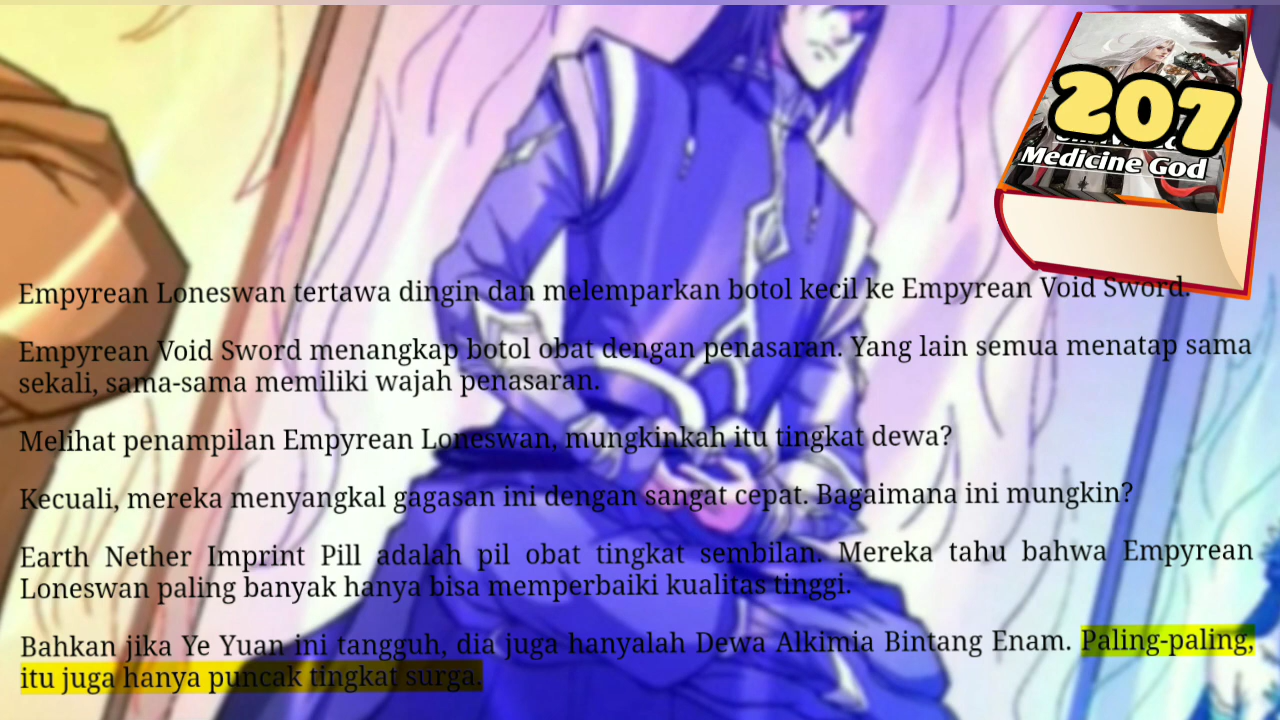 207
Medicine God
Empyrean Loneswan tertawa dingin dan melemparkan botol kecil ke Empyrean Void Sword.
Empyrean Void Sword menangkap botol obat dengan penasaran. Yang lain semua menatap sama
sekali, sama-sama memiliki wajah penasaran.
Melihat penampilan Empyrean Loneswan, mungkinkah itu tingkat dewa?
Kecuali, mereka menyangkal gagasan ini dengan sangat cepat. Bagaimana ini mungkin?
Earth Nether Imprint Pill adalah pil obat tingkat sembilan. Mereka tahu bahwa Empyrean
Loneswan paling banyak hanya bisa memperbaiki kualitas tinggi.
Bahkan jika Ye Yuan ini tangguh, dia juga hanyalah Dewa Alkimia Bintang Enam. Paling-paling,
itu juga hanya puncak tingkat surga.